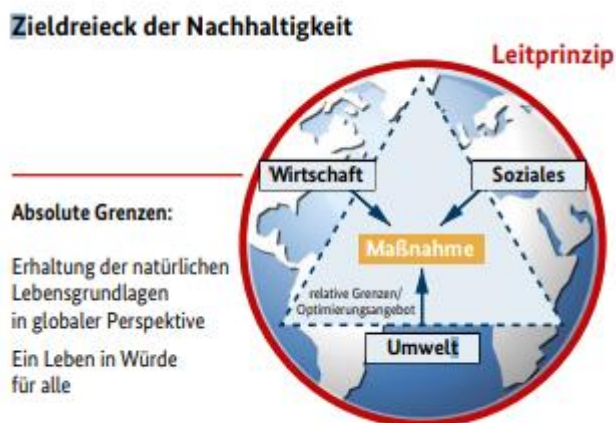 Zieldreieck der Nachhaltigkeit
Leitprinzip
Wirtschaft
Soziales
Absolute Grenzen:
Maßnahme
Erhaltung der natürlichen
Lebensgrundlagen
in globaler Perspektive
relative Grenzen/
Optimierungsangebot
Umwelt
Ein Leben in Würde
für alle